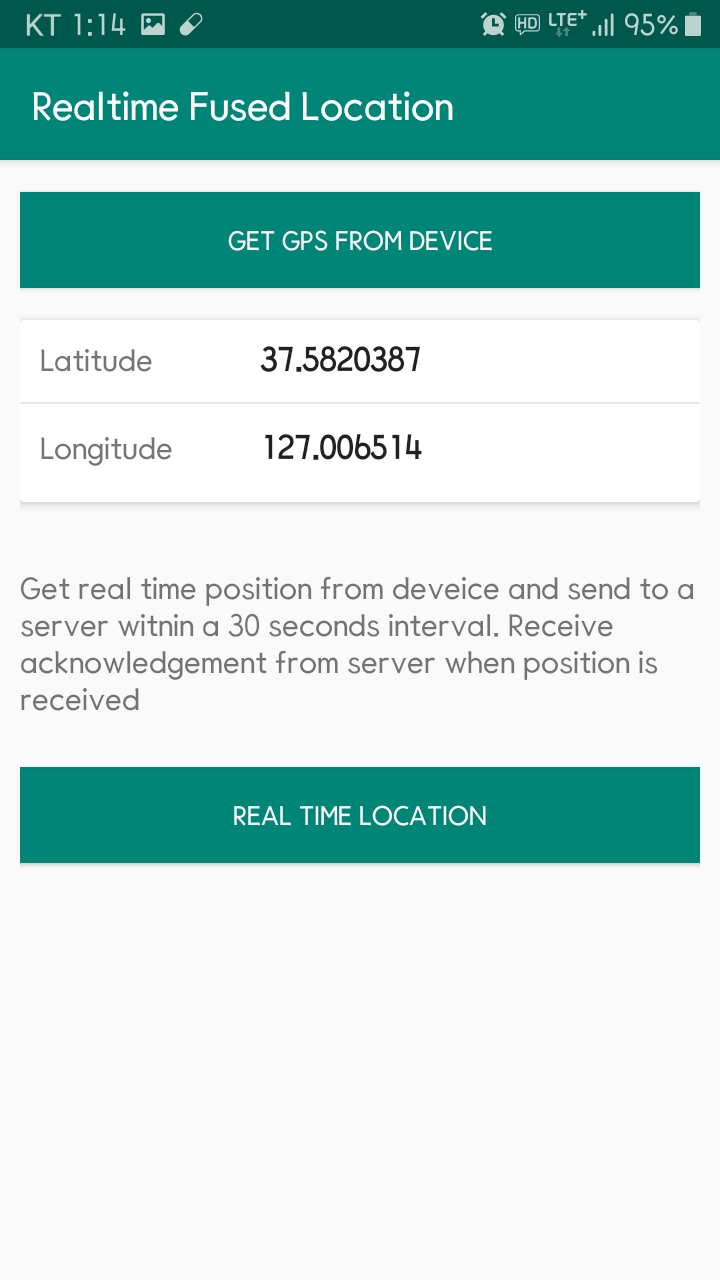 KT 1:14 HD LTE+ 95%
Realtime Fused Location
GET GPS FROM DEVICE
Latitude 37.5820387
Longitude 127.006514
Get real time position from deveice and send to a
server witnin a 30 seconds interval. Receive
acknowledgement from server when position is
received
REAL TIME LOCATION